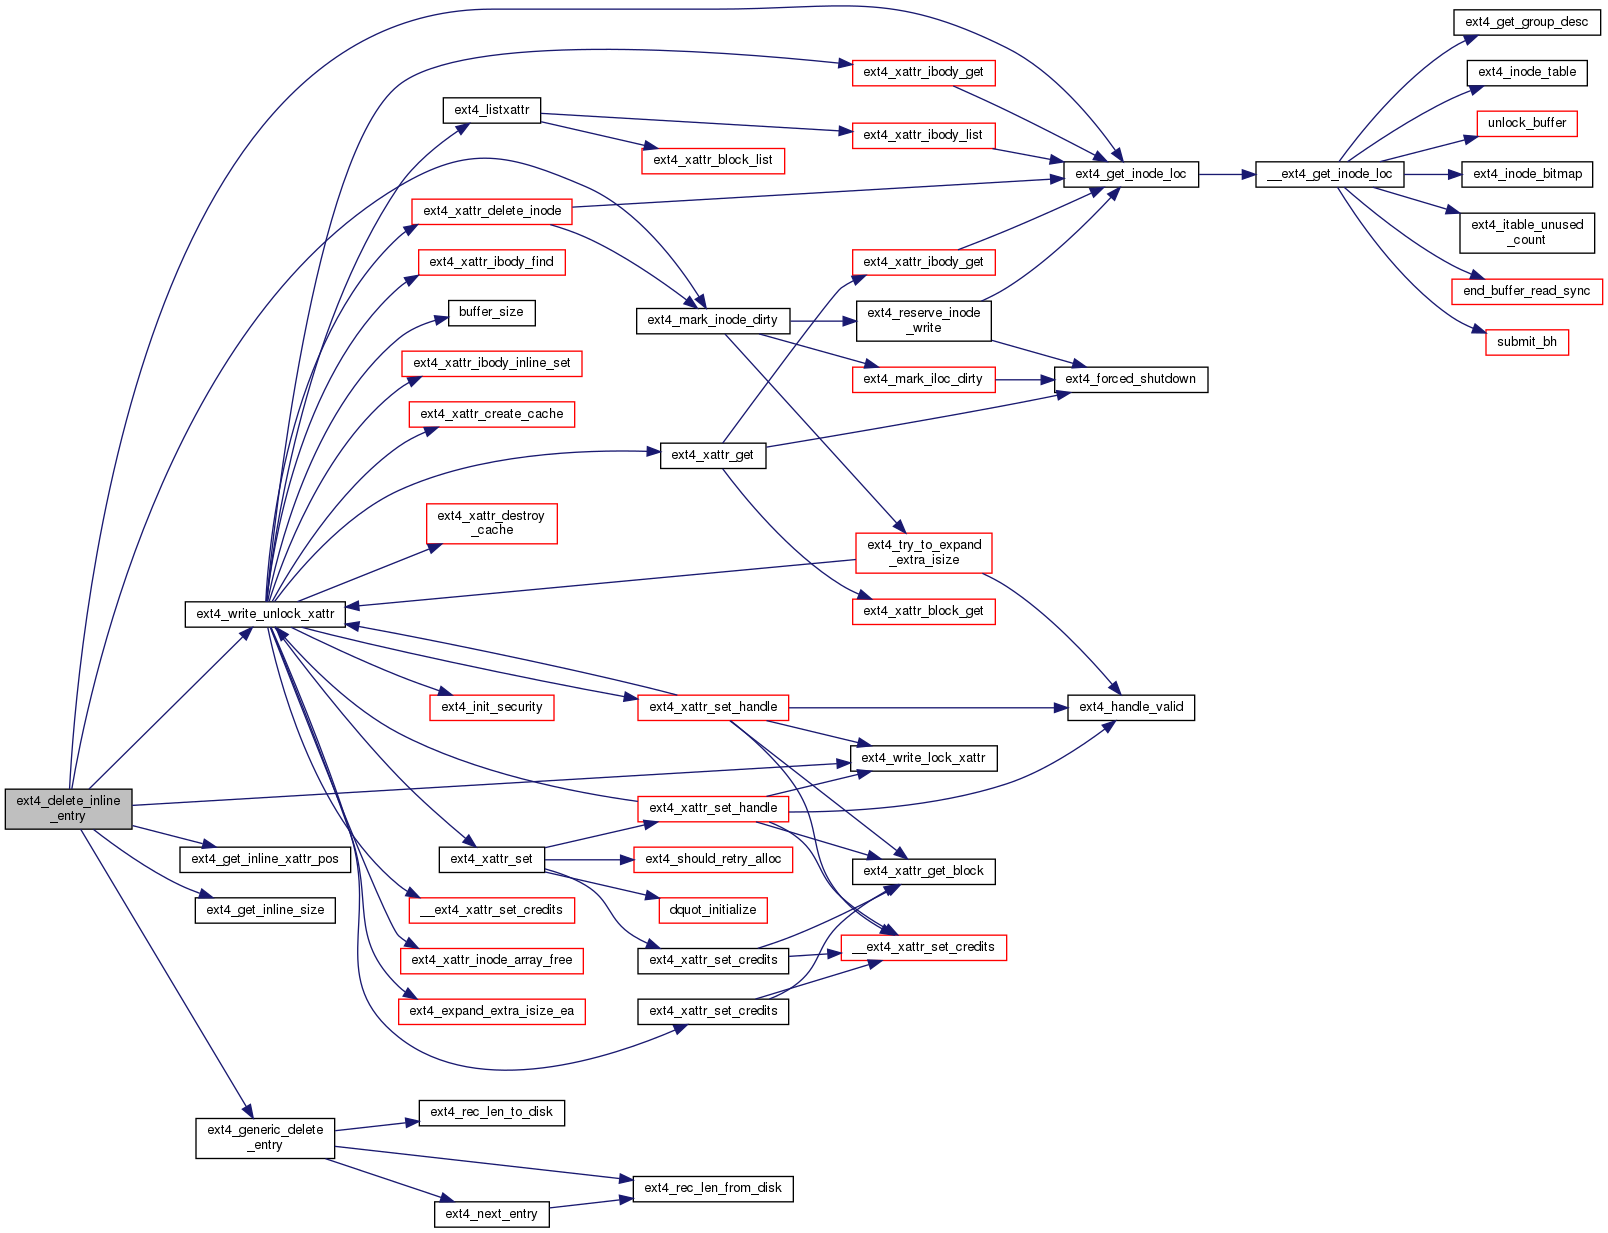 ext4_get_group_desc
ext4_inode_table
ext4_xattr_ibody_get
ext4_listxattr
unlock_buffer
ext4_xattr_ibody_list
ext4_xattr_block_list
ext4_get_inode_loc
__ext4_get_inode_loc
ext4_inode_bitmap
ext4_xattr_delete_inode
ext4_itable_unused
_count
ext4_xattr_ibody_find
ext4_xattr_ibody_get
end_buffer_read_sync
buffer_size
ext4_mark_inode_dirty
ext4_reserve_inode
_write
submit_bh
ext4_xattr_ibody_inline_set
ext4_mark_iloc_dirty
ext4_forced_shutdown
ext4_xattr_create_cache
ext4_xattr_get
ext4_xattr_destroy
_cache
ext4_try_to_expand
_extra_isize
ext4_write_unlock_xattr
ext4_xattr_block_get
ext4_init_security
ext4_xattr_set_handle
ext4_handle_valid
ext4_write_lock_xattr
ext4_delete_inline
_entry
ext4_xattr_set_handle
ext4_get_inline_xattr_pos
ext4_xattr_set
ext4_should_retry_alloc
ext4_xattr_get_block
ext4_get_inline_size
__ext4_xattr_set_credits
dquot_initialize
ext4_xattr_inode_array_free
ext4_xattr_set_credits
__ext4_xattr_set_credits
ext4_expand_extra_isize_ea
ext4_xattr_set_credits
ext4_rec_len_to_disk
ext4_generic_delete
_entry
ext4_rec_len_from_disk
ext4_next_entry